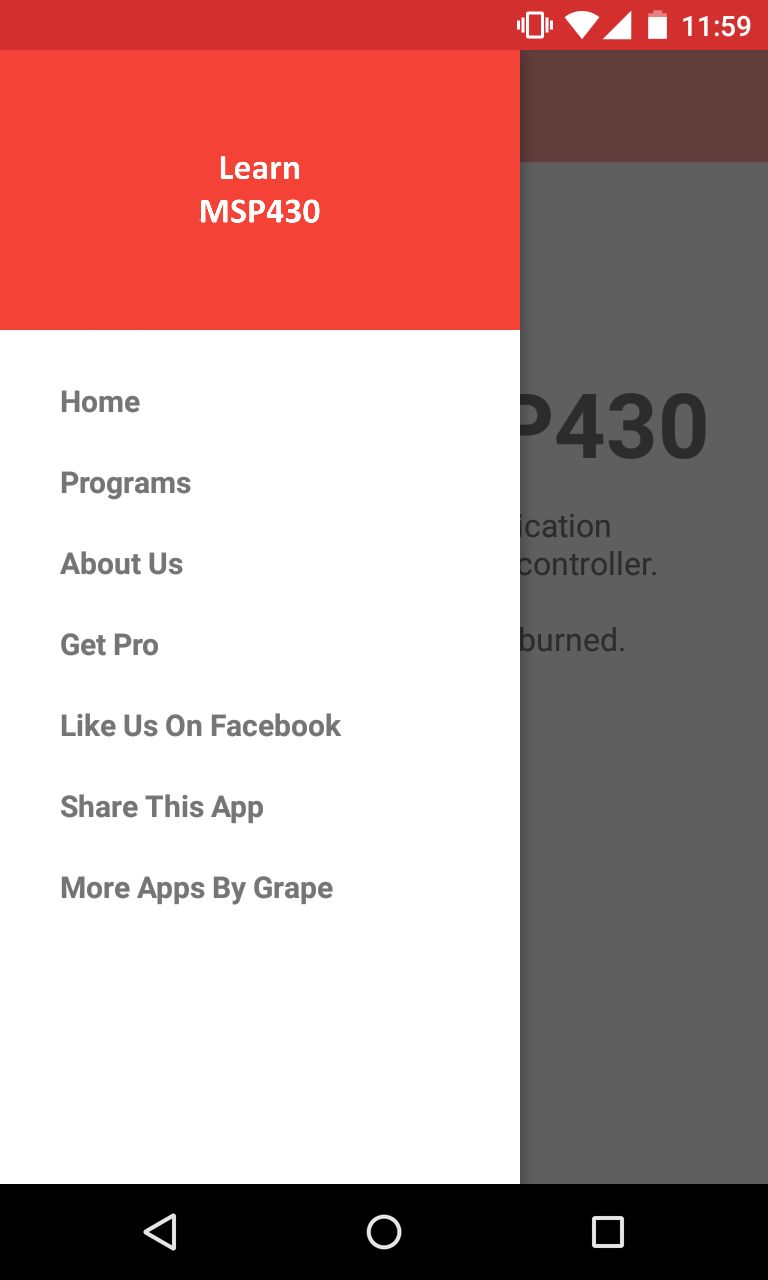 11:59
Learn
MSP430
Home
Programs
About Us
Get Pro
Like Us On Facebook
Share This App
More Apps By Grape
P430
ication
controller.
burned.